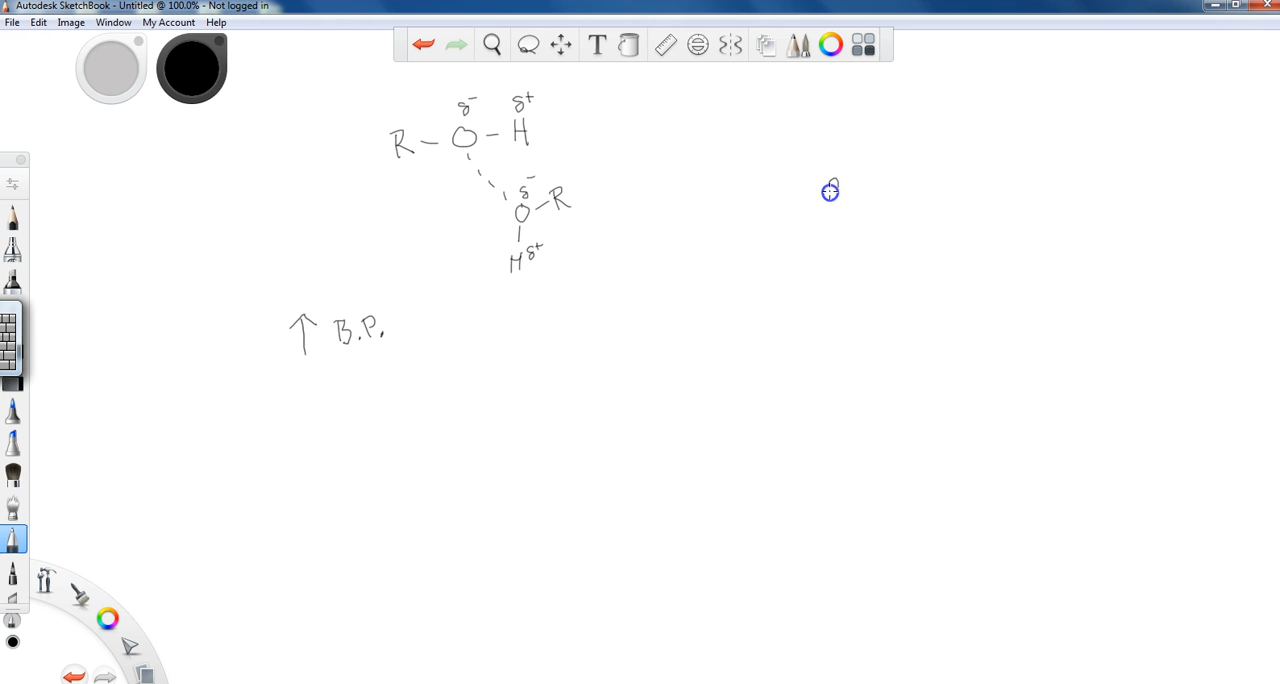 Autodesk SketchBook - Untitled @ 100.0% - Not logged in
File Edit Image Window My Account Help
T
δ⁻ δ⁺
R - O - H
δ⁻
O - R
H δ⁺
↑ B.P.